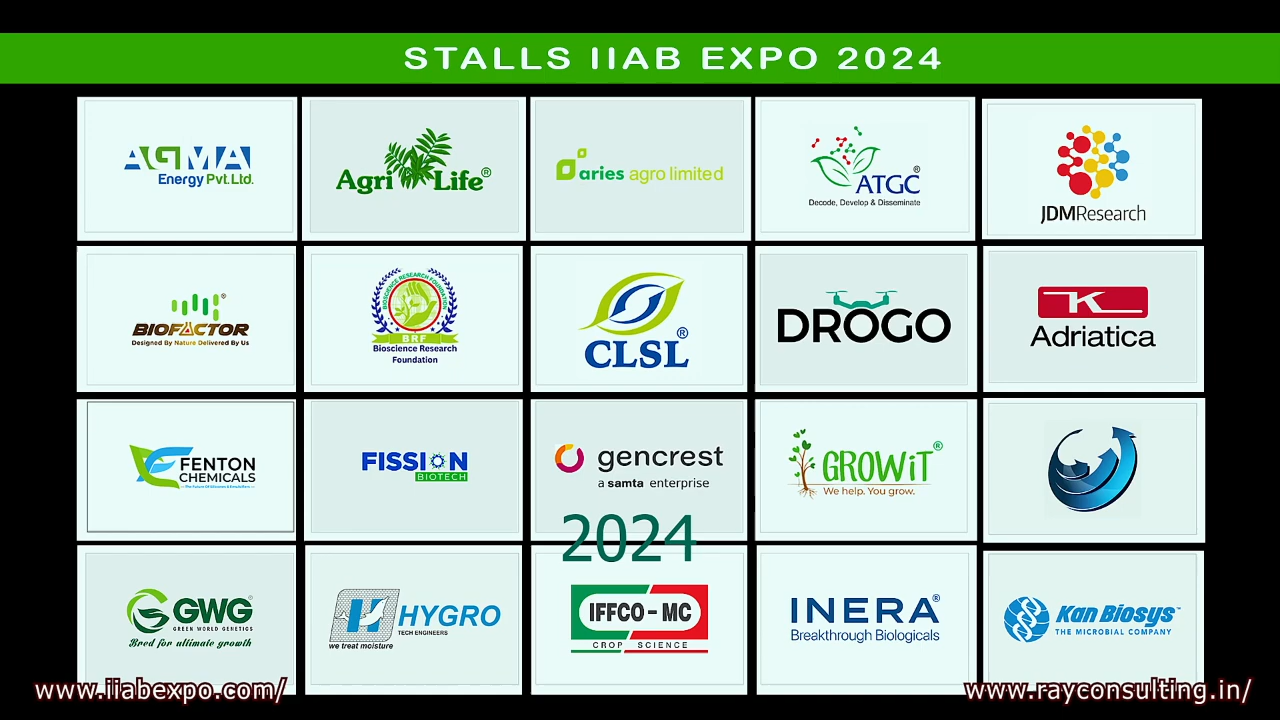 STALLS IIAB EXPO 2024
AGMA
Energy Pvt.Ltd.
Agri Life®
aries agro limited
ATGC®
Decode, Develop & Disseminate
JDMResearch
BIOFACTOR®
Designed By Nature Delivered By Us
BIOSCIENCE RESEARCH FOUNDATION
BRF
Bioscience Research
Foundation
CLSL®
DROGO
K
Adriatica
FENTON
CHEMICALS
FISSION
BIOTECH
gencrest
a samta enterprise
GROWiT®
We help. You grow.
2024
GWG
GREEN WORLD GENETICS
Bred for ultimate growth
HYGRO
TECH ENGINEERS
we treat moisture
IFFCO-MC
CROP SCIENCE
INERA®
Breakthrough Biologicals
Kan Biosys™
THE MICROBIAL COMPANY
www.iiabexpo.com/
www.rayconsulting.in/